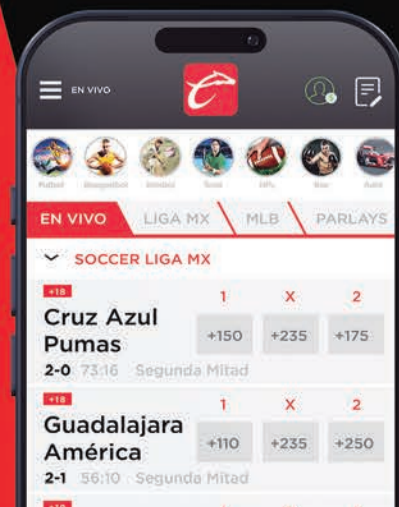 EN VIVO
Futbol Basquetbol Beisbol Tenis NFL Box Auto
EN VIVO LIGA MX MLB PARLAYS
SOCCER LIGA MX
+18 1 X 2
Cruz Azul
Pumas
+150 +235 +175
2-0 73:16 Segunda Mitad
+18 1 X 2
Guadalajara
América
+110 +235 +250
2-1 56:10 Segunda Mitad
+18